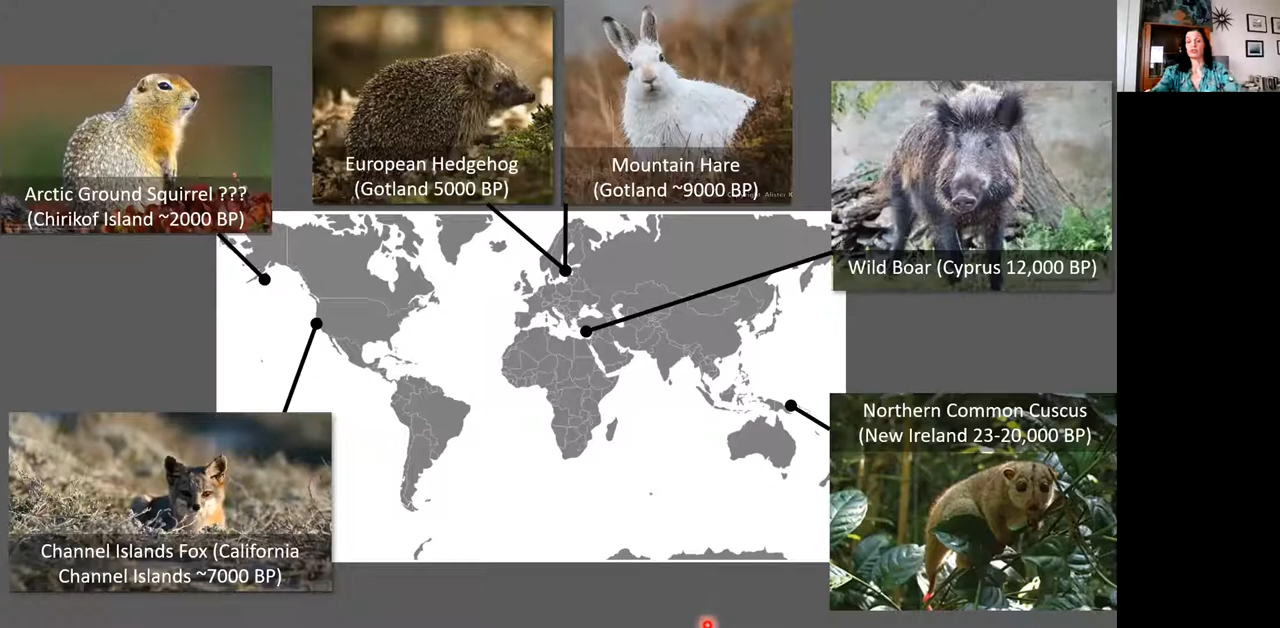 Arctic Ground Squirrel ???
(Chirikof Island ~2000 BP)
European Hedgehog
(Gotland 5000 BP)
Mountain Hare
(Gotland ~9000 BP)
Alister K
Wild Boar (Cyprus 12,000 BP)
Northern Common Cuscus
(New Ireland 23-20,000 BP)
Channel Islands Fox (California
Channel Islands ~7000 BP)